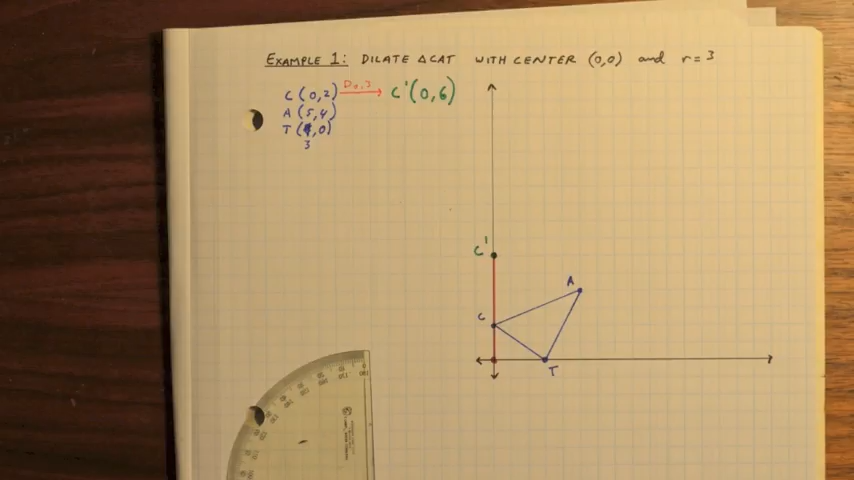 EXAMPLE 1: DILATE △CAT WITH CENTER (0,0) and r = 3
C (0,2) D₀,₃ → C'(0,6)
A (5,4)
T (,0)
3
C'
A
C
T